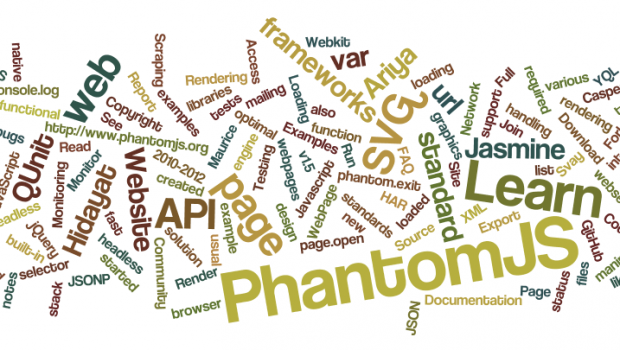 native
console.log
functional
web
Scraping
examples
Report
Copyright
See
http://www.phantomjs.org
Read
Monitor
Monitoring
QUnit
Hidayat
jQuery
built-in
selector
JSONP
notes
stack
headless
started
fast
Website
2010-2012
created
API
solution
Community
Render
browser
usual
example
page
Maurice
Rendering
libraries
tests
optimal
engine
Access
mailing
Testing
webpages
design
Loading
Examples
v1.5
Javascript
WebPage
page.open
frameworks
Webkit
var
also
function
Run
phantom.exit
new
standards
HAR
Ariya
SVG
FAQ
loading
url
graphics
standard
loaded
Source
Site
XML
Export
PhantomJS
Documentation
JSON
Network
support
Full
Join
handling
required
Jasmine
Learn
list
Svay
Download
various
rendering
YQL
Page
status
files
GitHub